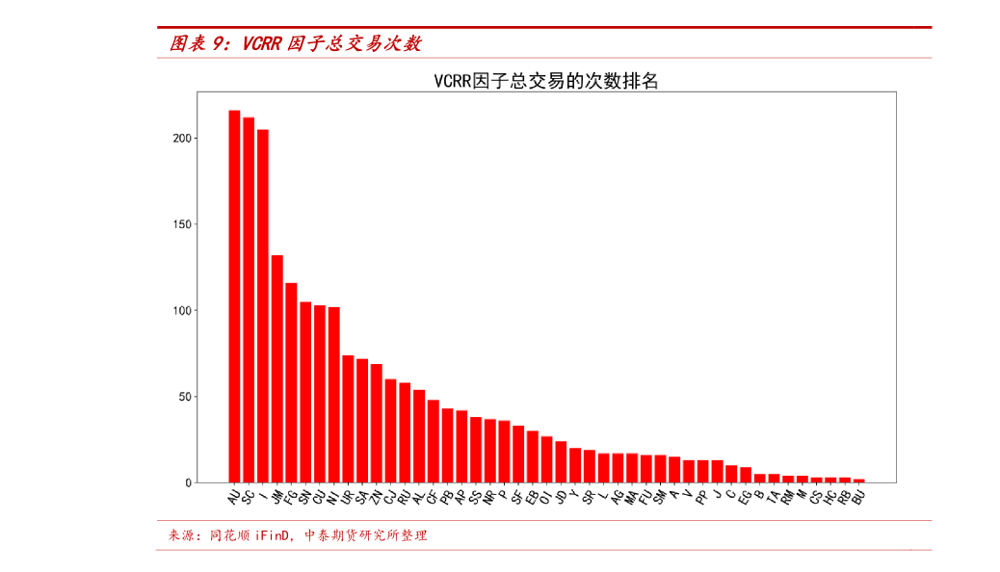 图表 9：VCRR 因子总交易次数
VCRR因子总交易的次数排名
200
150
100
50
0
AU SC I JM FG SN CU NI UR SA ZN CJ RU AL CF PB AP SS NR P SF EB OI JD Y SR L AG MA FU SM A V PP J C EG B TA RM M CS HC RB BU
来源：同花顺 iFinD，中泰期货研究所整理